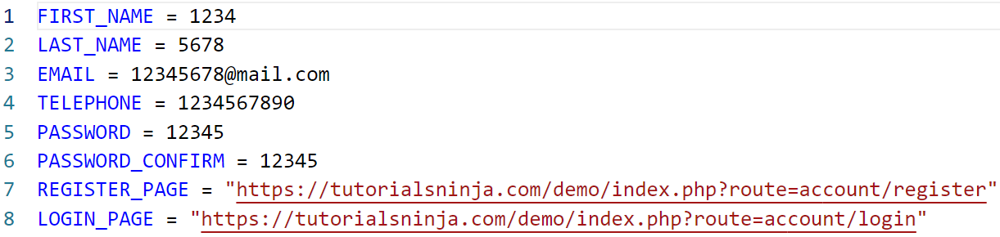 1 FIRST_NAME = 1234
2 LAST_NAME = 5678
3 EMAIL = 12345678@mail.com
4 TELEPHONE = 1234567890
5 PASSWORD = 12345
6 PASSWORD_CONFIRM = 12345
7 REGISTER_PAGE = "https://tutorialsninja.com/demo/index.php?route=account/register"
8 LOGIN_PAGE = "https://tutorialsninja.com/demo/index.php?route=account/login"